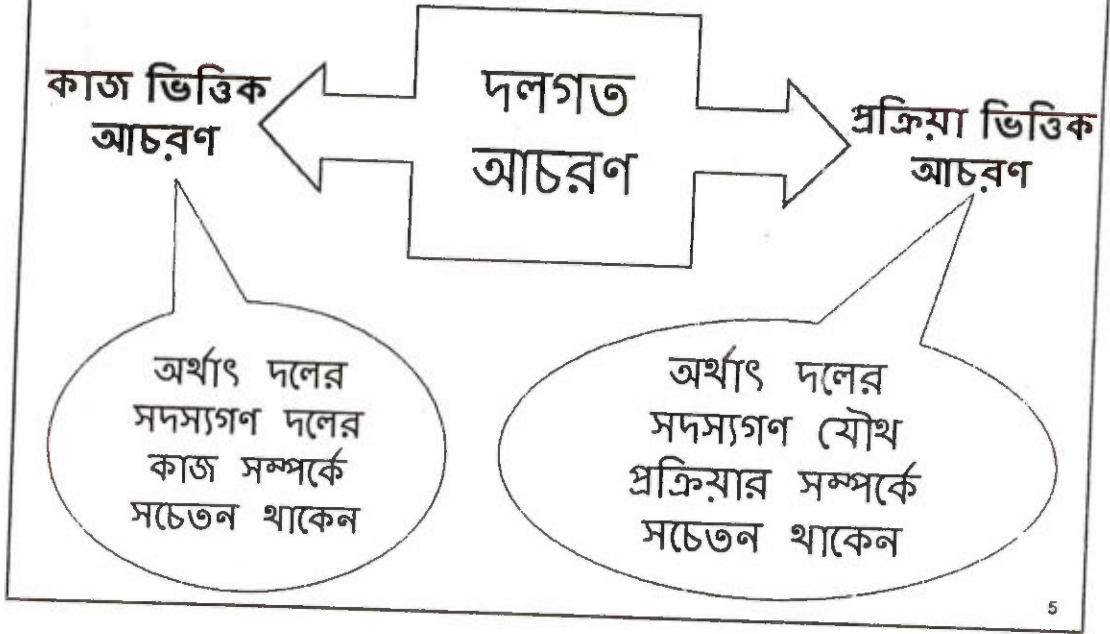 দলগত
আচরণ
কাজ ভিত্তিক
আচরণ
প্রক্রিয়া ভিত্তিক
আচরণ
অর্থাৎ দলের
সদস্যগণ দলের
কাজ সম্পর্কে
সচেতন থাকেন
অর্থাৎ দলের
সদস্যগণ যৌথ
প্রক্রিয়ার সম্পর্কে
সচেতন থাকেন
5